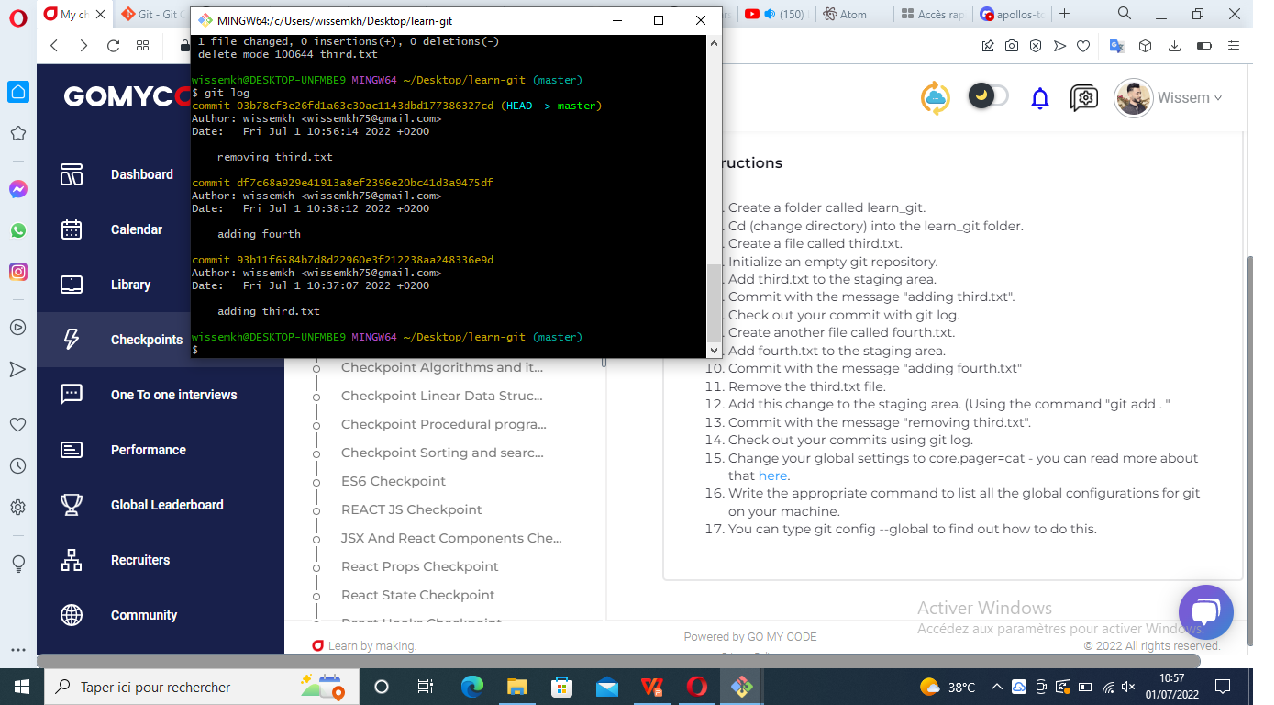 My ch
Git - Git C
(150)
Atom
Accès rap
apollos-b
MINGW64:/c/Users/wissemkh/Desktop/learn-git
1 file changed, 0 insertions(+), 0 deletions(-)
delete mode 100644 third.txt
wissemkh@DESKTOP-UNFMBE9 MINGW64 ~/Desktop/learn-git (master)
$ git log
commit 03b78cf3e26fd1a63c30ac1143dbd177386327cd (HEAD -> master)
Author: wissemkh <wissemkh75@gmail.com>
Date: Fri Jul 1 10:56:14 2022 +0200
removing third.txt
commit df7c68a929e41913a8ef2396e20bc41d3a9475df
Author: wissemkh <wissemkh75@gmail.com>
Date: Fri Jul 1 10:38:12 2022 +0200
adding fourth
commit 93b11f6584b7d8d22960e3f212238aa248336e9d
Author: wissemkh <wissemkh75@gmail.com>
Date: Fri Jul 1 10:37:07 2022 +0200
adding third.txt
wissemkh@DESKTOP-UNFMBE9 MINGW64 ~/Desktop/learn-git (master)
$
GOMYCO
Wissem
Dashboard
Calendar
Library
Checkpoints
One To one interviews
Performance
Global Leaderboard
Recruiters
Community
Checkpoint Algorithms and It...
Checkpoint Linear Data Struc...
Checkpoint Procedural progra...
Checkpoint Sorting and searc...
ES6 Checkpoint
REACT JS Checkpoint
JSX And React Components Che...
React Props Checkpoint
React State Checkpoint
React Hooks Checkpoint
ructions
. Create a folder called learn_git.
. Cd (change directory) into the learn_git folder.
. Create a file called third.txt.
. Initialize an empty git repository.
. Add third.txt to the staging area.
. Commit with the message "adding third.txt".
. Check out your commit with git log.
. Create another file called fourth.txt.
. Add fourth.txt to the staging area.
10. Commit with the message "adding fourth.txt"
11. Remove the third.txt file.
12. Add this change to the staging area. (Using the command "git add . "
13. Commit with the message "removing third.txt".
14. Check out your commits using git log.
15. Change your global settings to core.pager=cat - you can read more about
that here.
16. Write the appropriate command to list all the global configurations for git
on your machine.
17. You can type git config --global to find out how to do this.
Activer Windows
Accédez aux paramètres pour activer Windows.
Learn by making.
Powered by GO MY CODE
© 2022 All rights reserved.
Taper ici pour rechercher
38°C
10:57
01/07/2022